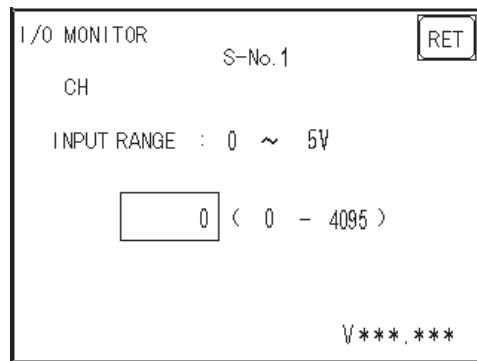 I/O MONITOR
RET
S-No.1
CH
INPUT RANGE : 0 ~ 5V
0 ( 0 - 4095 )
V***.***